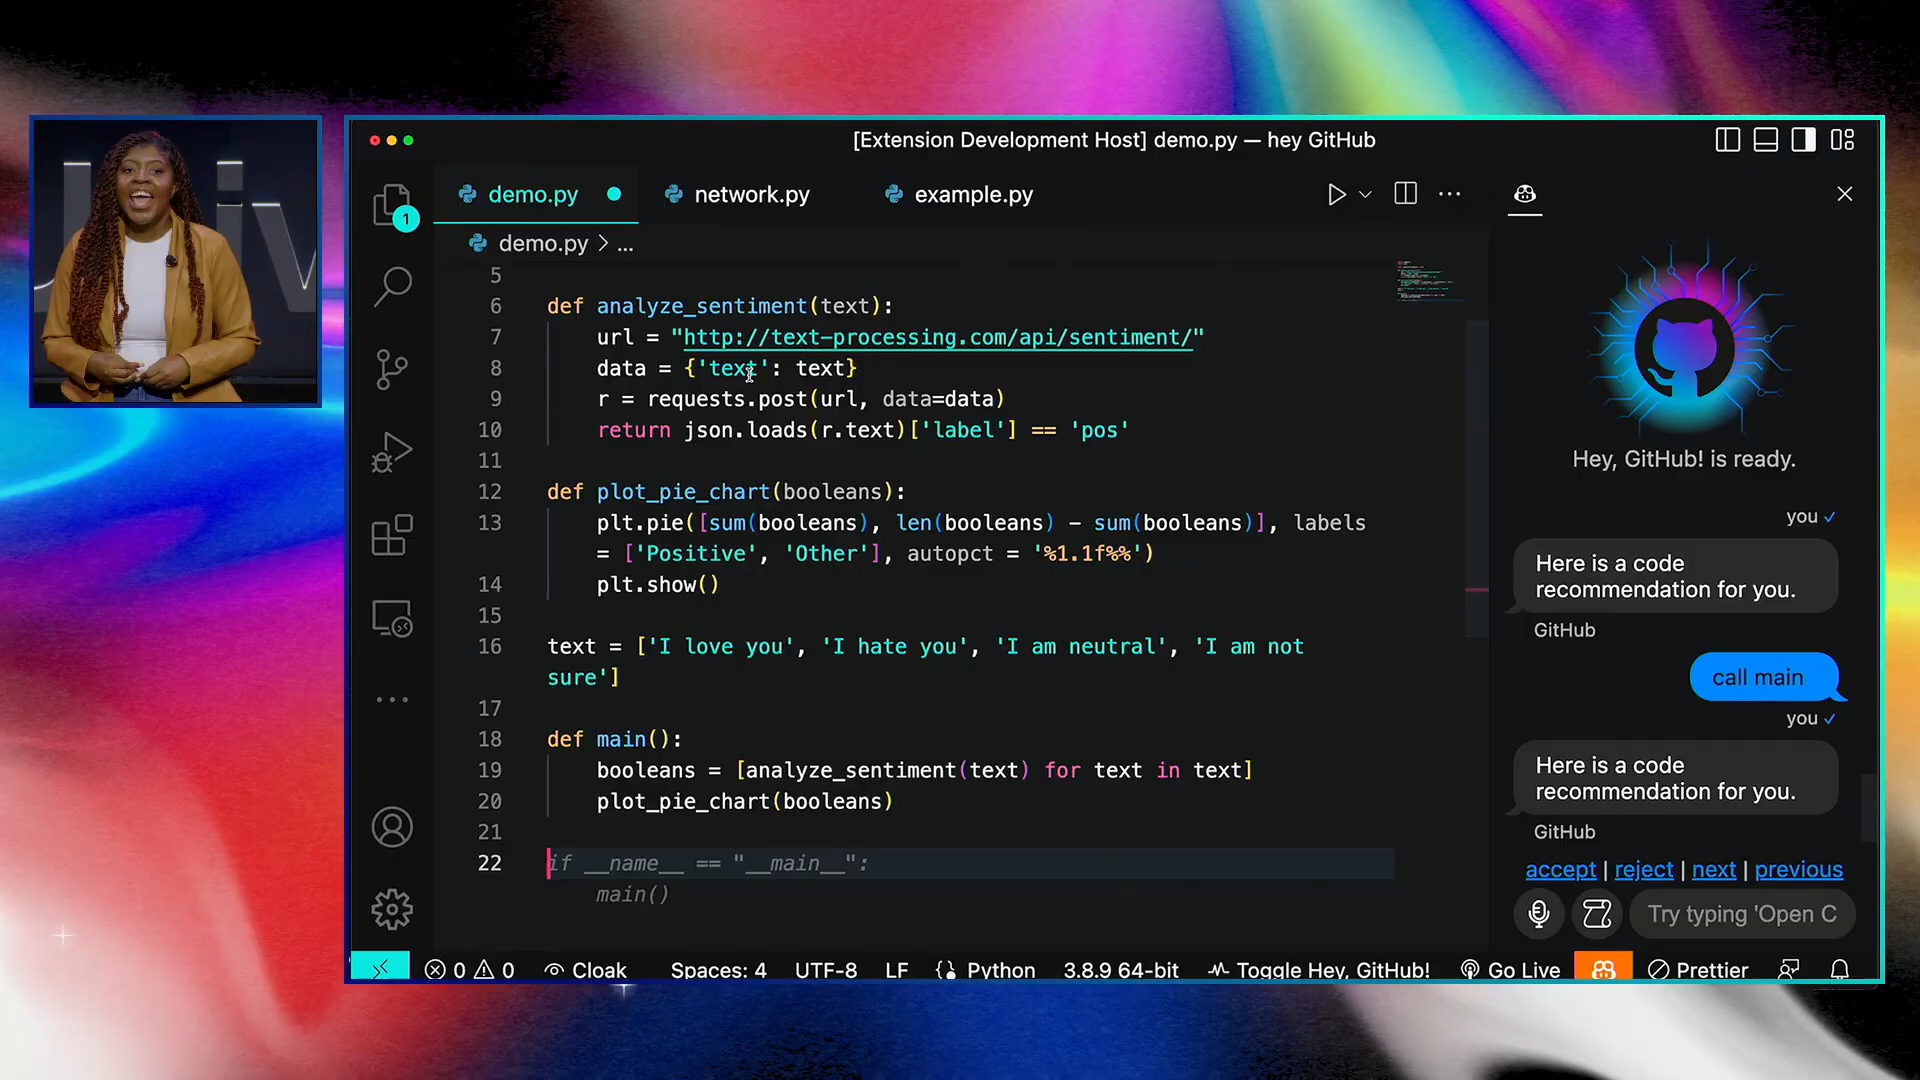 Liv
[Extension Development Host] demo.py — hey GitHub
demo.py
network.py
example.py
1
demo.py > ...
5
6 def analyze_sentiment(text):
7 url = "http://text-processing.com/api/sentiment/"
8 data = {'text': text}
9 r = requests.post(url, data=data)
10 return json.loads(r.text)['label'] == 'pos'
11
12 def plot_pie_chart(booleans):
13 plt.pie([sum(booleans), len(booleans) - sum(booleans)], labels
= ['Positive', 'Other'], autopct = '%1.1f%%')
14 plt.show()
15
16 text = ['I love you', 'I hate you', 'I am neutral', 'I am not
sure']
17
18 def main():
19 booleans = [analyze_sentiment(text) for text in text]
20 plot_pie_chart(booleans)
21
22 if __name__ == "__main__":
main()
Hey, GitHub! is ready.
you ✓
Here is a code
recommendation for you.
GitHub
call main
you ✓
Here is a code
recommendation for you.
GitHub
accept | reject | next | previous
Try typing 'Open C
0 0 Cloak Spaces: 4 UTF-8 LF Python 3.8.9 64-bit Toggle Hey, GitHub! Go Live Prettier